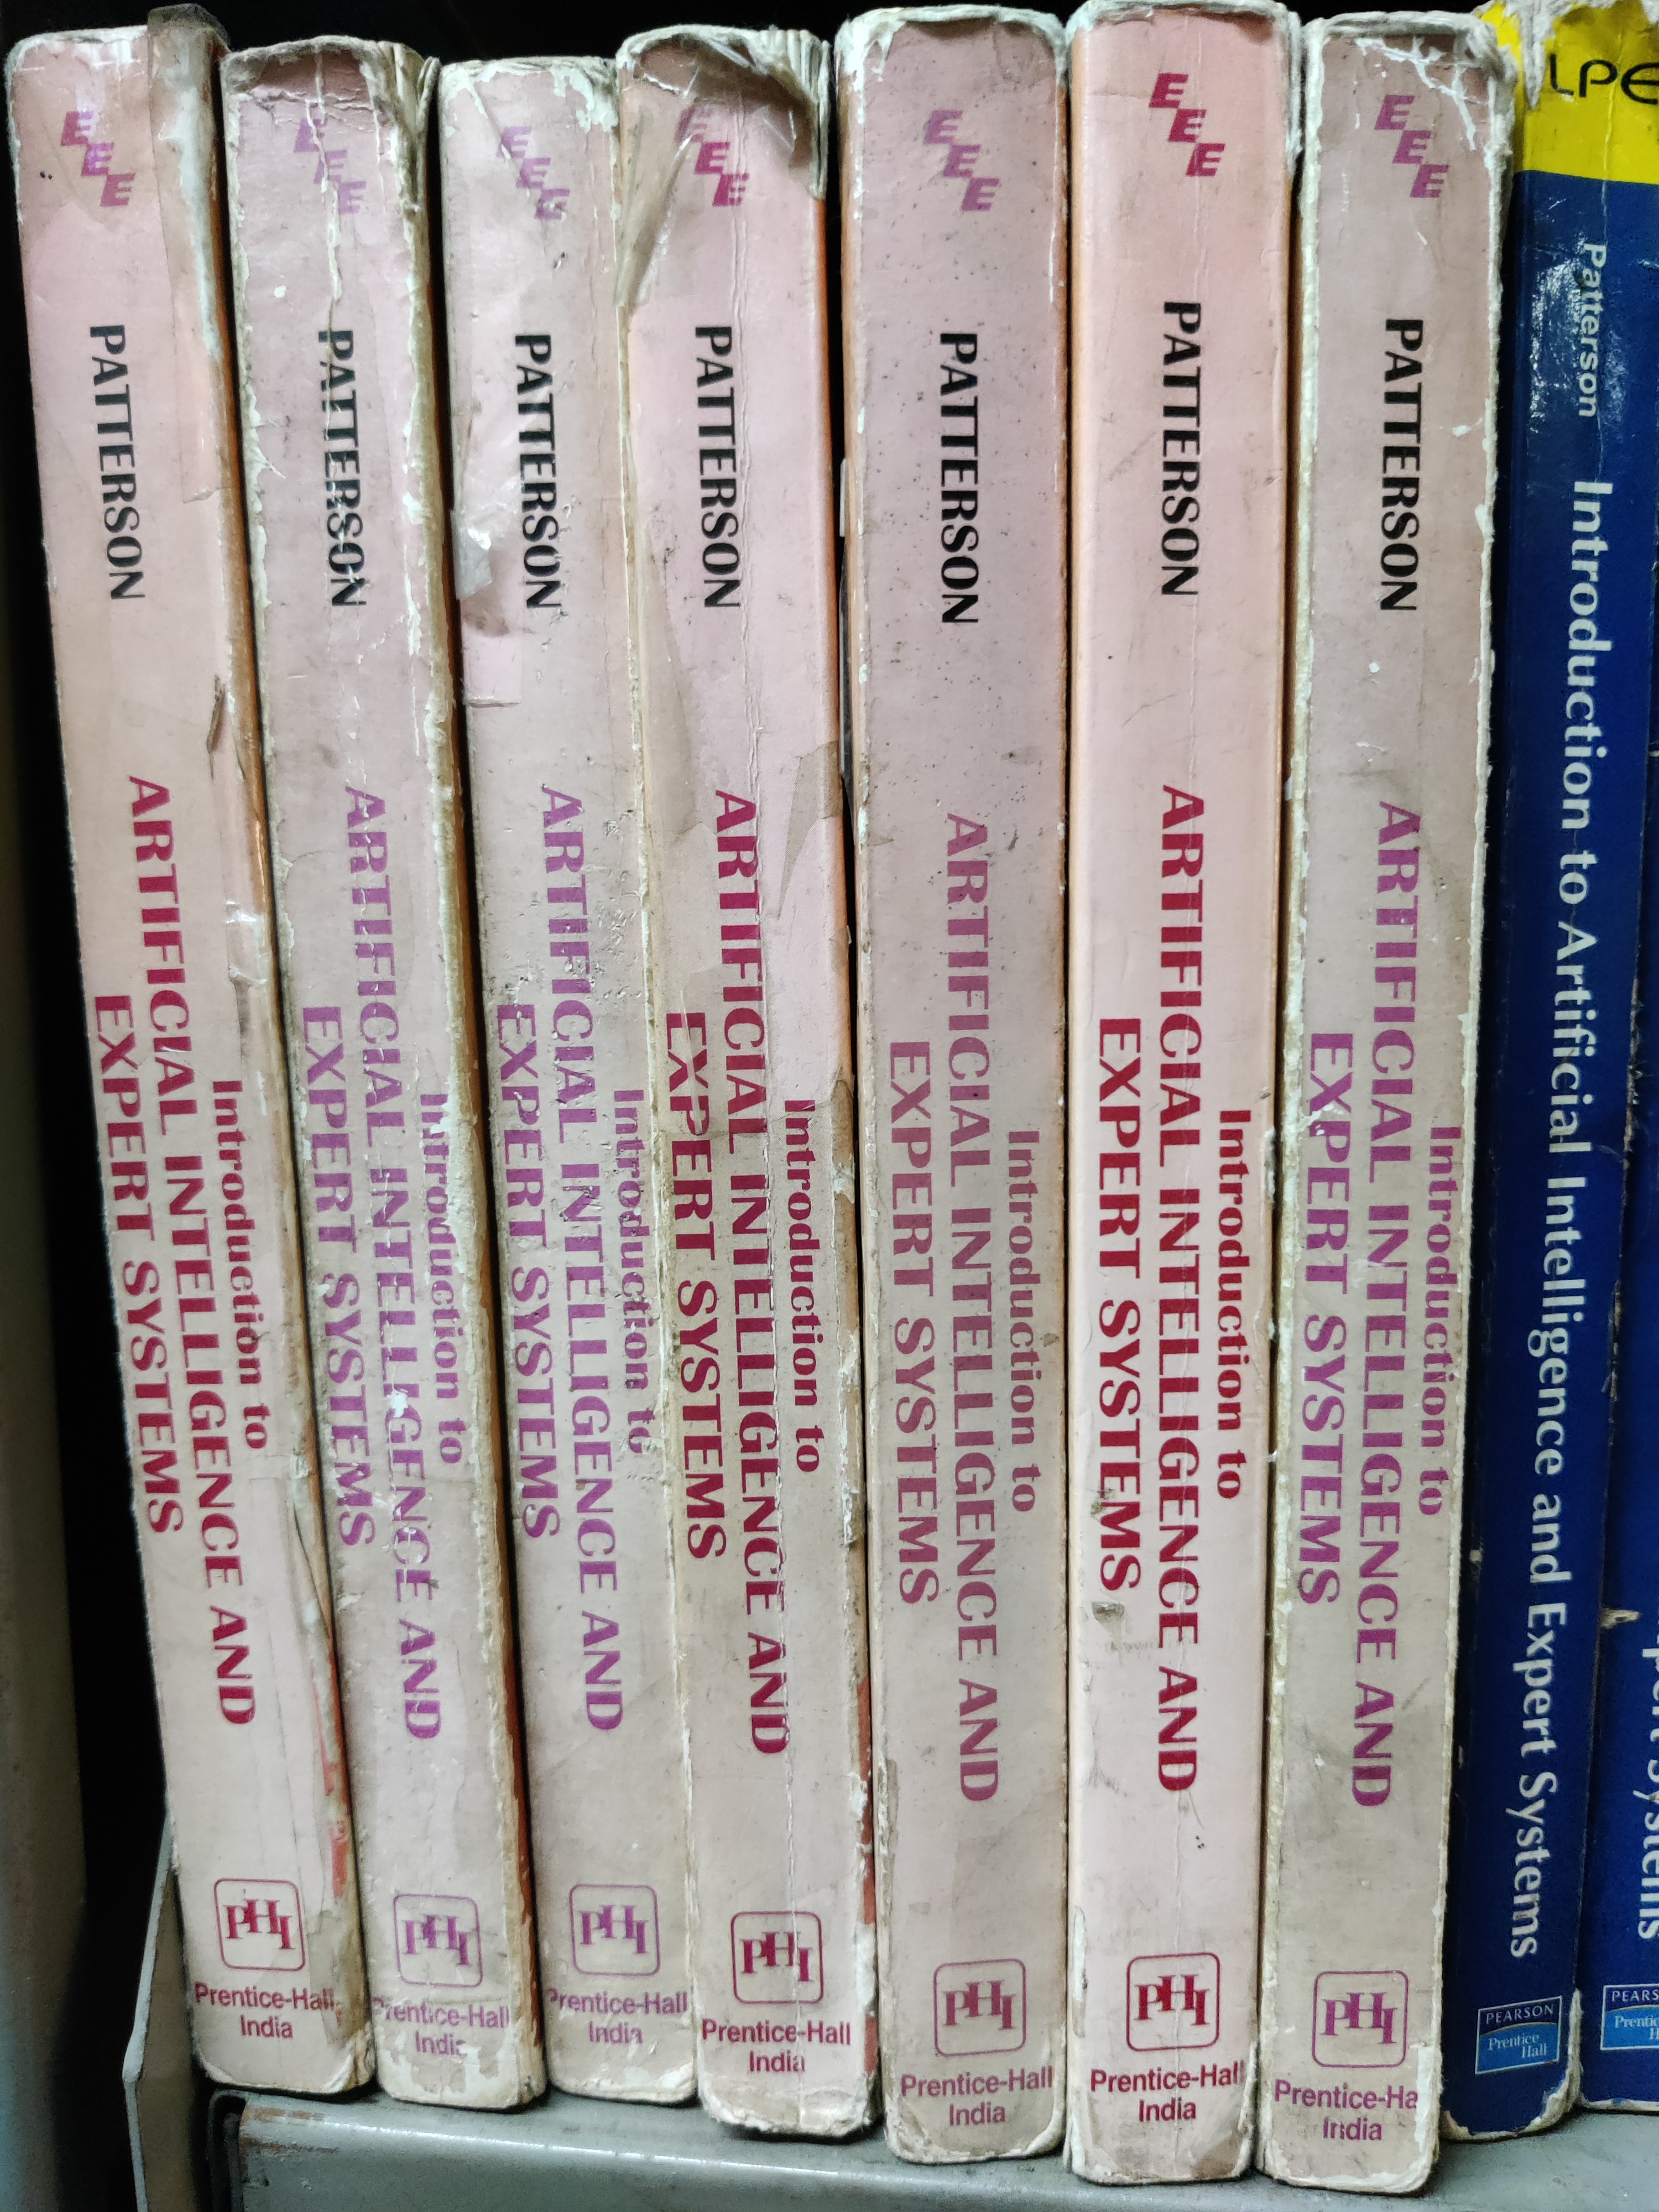 EEE
PATTERSON
Introduction to
ARTIFICIAL INTELLIGENCE AND
EXPERT SYSTEMS
PHI
Prentice-Hall
India
EEE
PATTERSON
Introduction to
ARTIFICIAL INTELLIGENCE AND
EXPERT SYSTEMS
PHI
Prentice-Hall
India
EEE
PATTERSON
Introduction to
ARTIFICIAL INTELLIGENCE AND
EXPERT SYSTEMS
PHI
Prentice-Hall
India
EEE
PATTERSON
Introduction to
ARTIFICIAL INTELLIGENCE AND
EXPERT SYSTEMS
PHI
Prentice-Hall
India
EEE
PATTERSON
Introduction to
ARTIFICIAL INTELLIGENCE AND
EXPERT SYSTEMS
PHI
Prentice-Hall
India
EEE
PATTERSON
Introduction to
ARTIFICIAL INTELLIGENCE AND
EXPERT SYSTEMS
PHI
Prentice-Hall
India
EEE
PATTERSON
Introduction to
ARTIFICIAL INTELLIGENCE AND
EXPERT SYSTEMS
PHI
Prentice-Ha
India
LPE
Patterson
Introduction to Artificial Intelligence and Expert Systems
PEARSON
Prentice
Hall
Systems